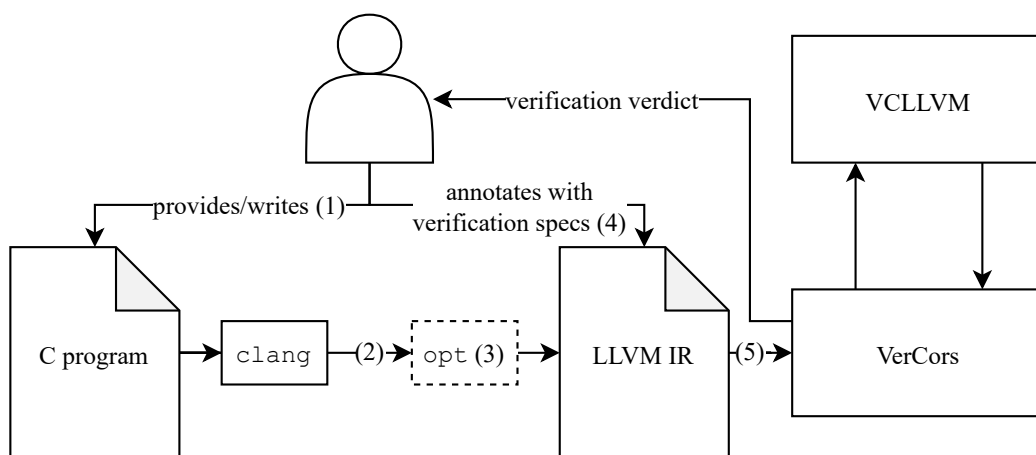 VCLLVM
verification verdict
provides/writes (1)
annotates with
verification specs (4)
C program
clang
(2)
opt (3)
LLVM IR
(5)
VerCors